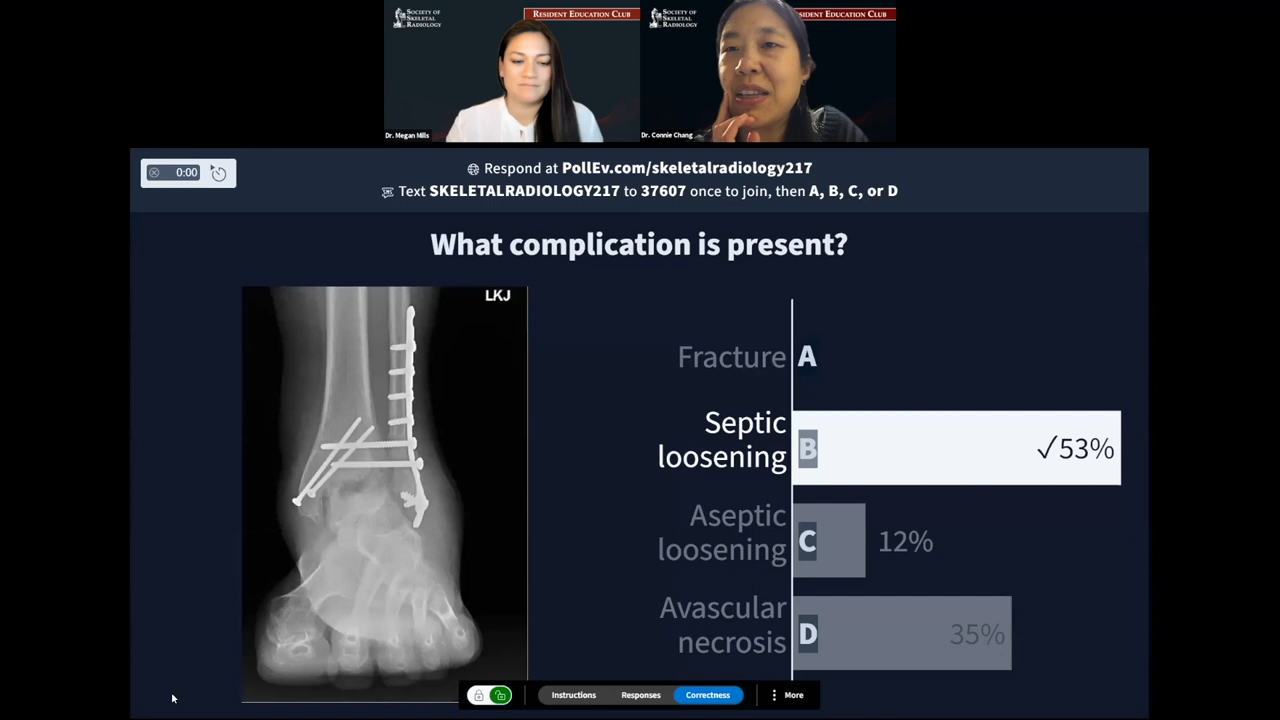 SOCIETY OF
SKELETAL
RADIOLOGY
RESIDENT EDUCATION CLUB
Dr. Megan Mills
SOCIETY OF
SKELETAL
RADIOLOGY
RESIDENT EDUCATION CLUB
Dr. Connie Chang
0:00
Respond at PollEv.com/skeletalradiology217
Text SKELETALRADIOLOGY217 to 37607 once to join, then A, B, C, or D
What complication is present?
LKJ
Fracture A
Septic
loosening B ✓53%
Aseptic
loosening C 12%
Avascular
necrosis D 35%
Instructions Responses Correctness More